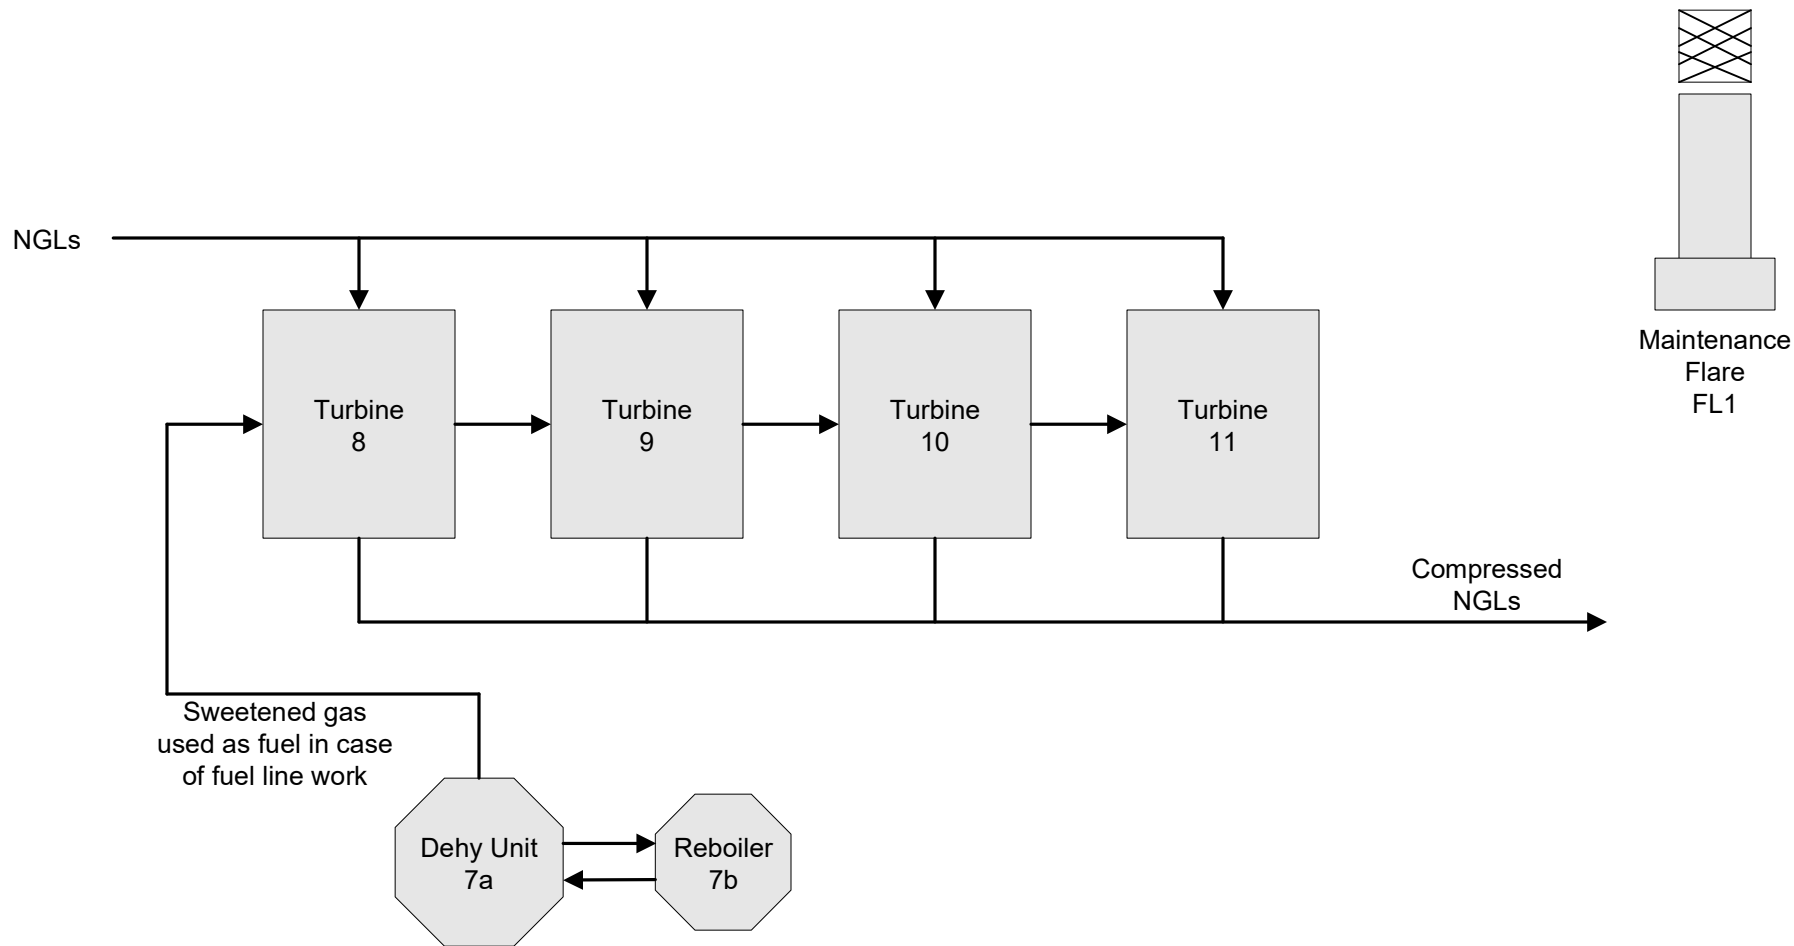 NGLs
Maintenance
Flare
FL1
Turbine
8
Turbine
9
Turbine
10
Turbine
11
Compressed
NGLs
Sweetened gas
used as fuel in case
of fuel line work
Dehy Unit
7a
Reboiler
7b